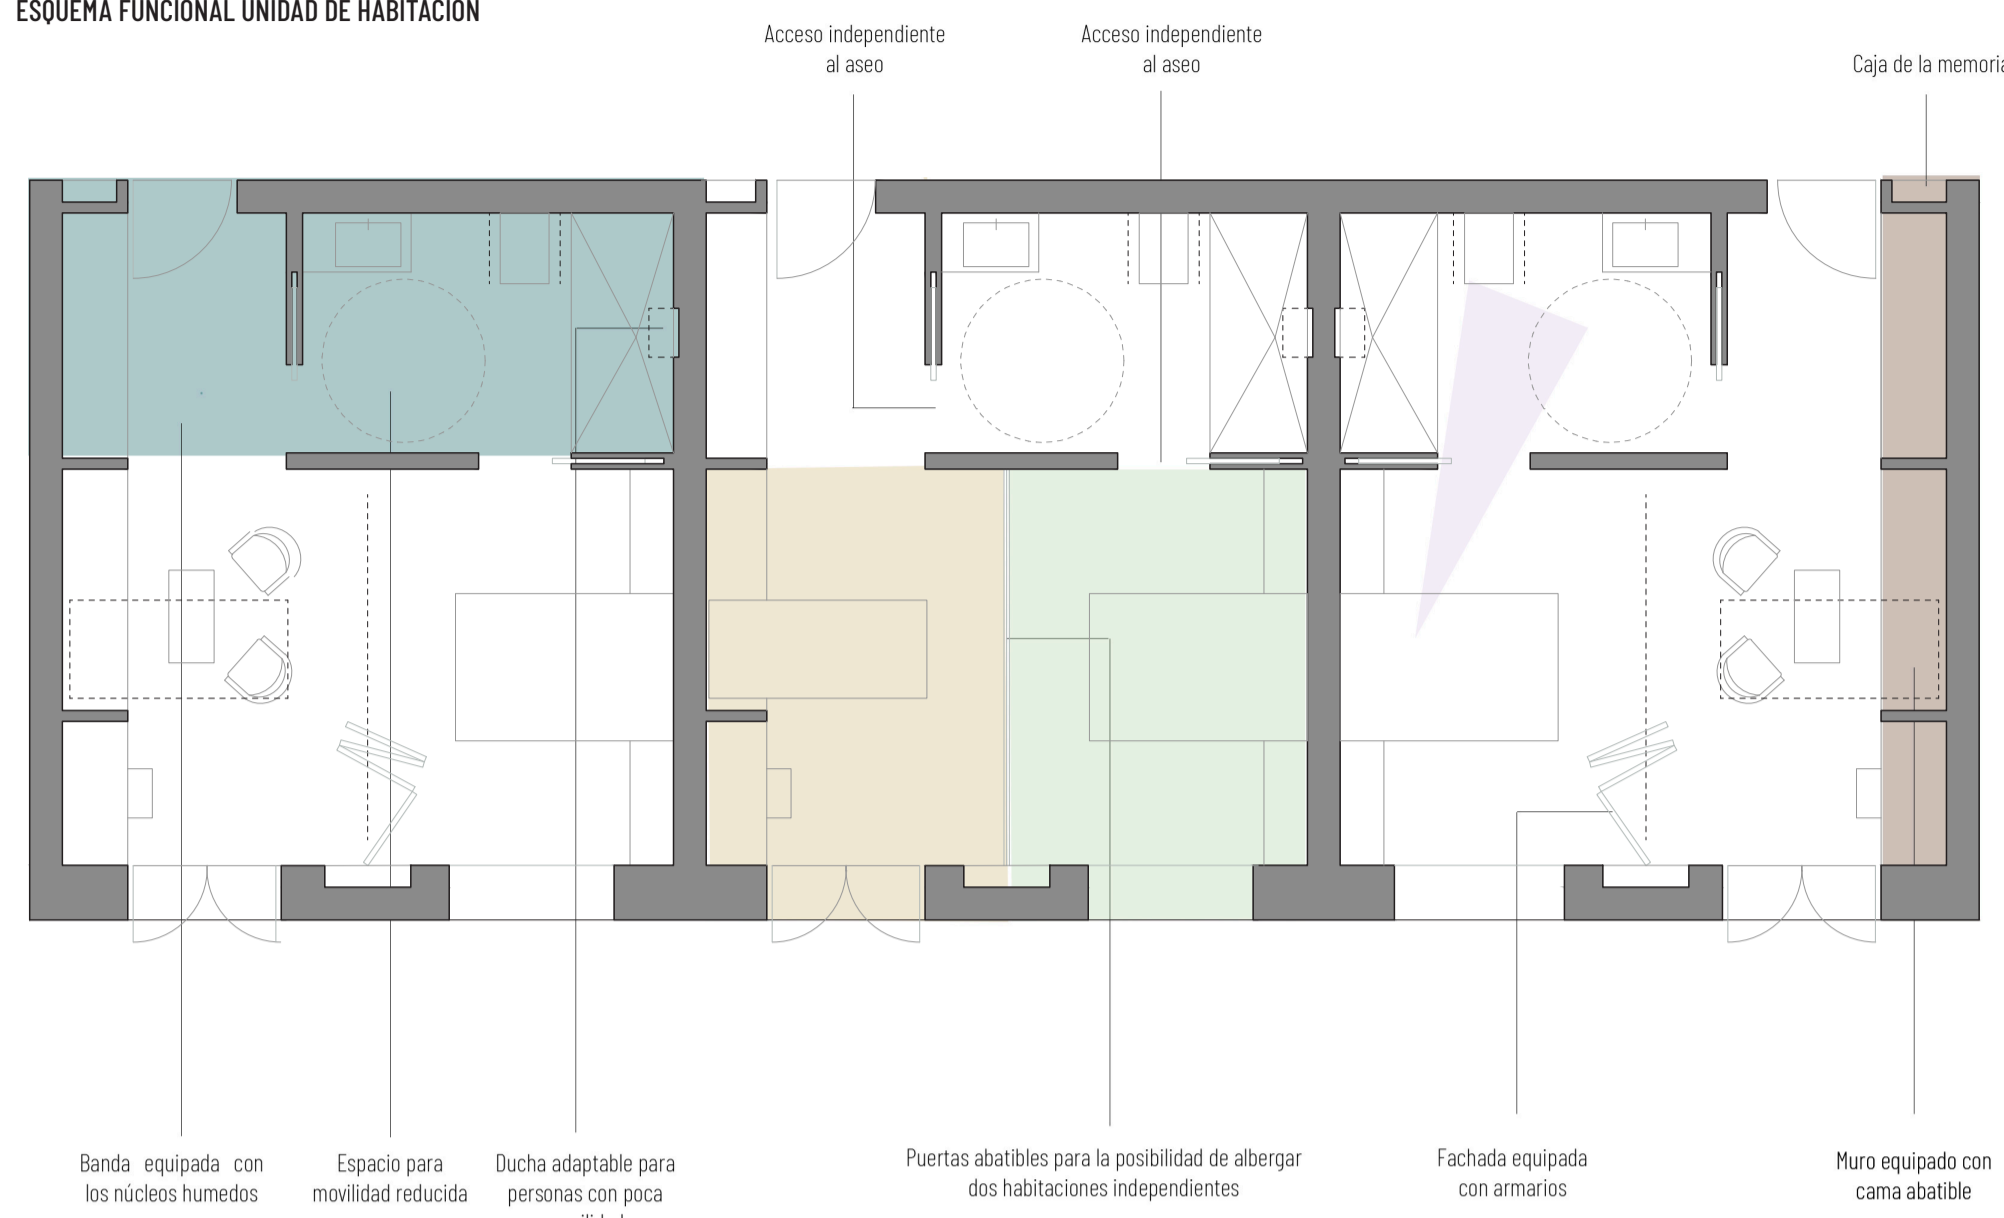 ESQUEMA FUNCIONAL UNIDAD DE HABITACIÓN
Acceso independiente
al aseo
Acceso independiente
al aseo
Caja de la memoria
Banda equipada con
los núcleos humedos
Espacio para
movilidad reducida
Ducha adaptable para
personas con poca
Puertas abatibles para la posibilidad de albergar
dos habitaciones independientes
Fachada equipada
con armarios
Muro equipado con
cama abatible